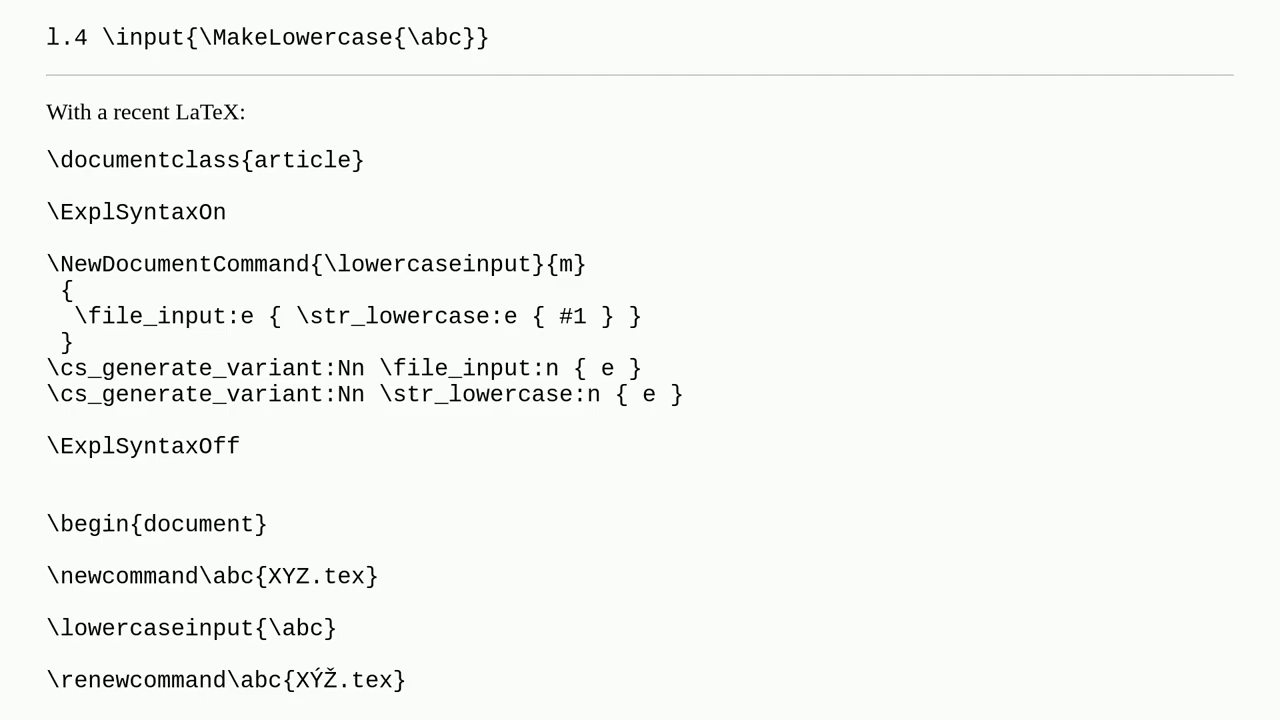 l.4 \input{\MakeLowercase{\abc}}
With a recent LaTeX:
\documentclass{article}
\ExplSyntaxOn
\NewDocumentCommand{\lowercaseinput}{m}
{
\file_input:e { \str_lowercase:e { #1 } }
}
\cs_generate_variant:Nn \file_input:n { e }
\cs_generate_variant:Nn \str_lowercase:n { e }
\ExplSyntaxOff
\begin{document}
\newcommand\abc{XYZ.tex}
\lowercaseinput{\abc}
\renewcommand\abc{XÝŽ.tex}